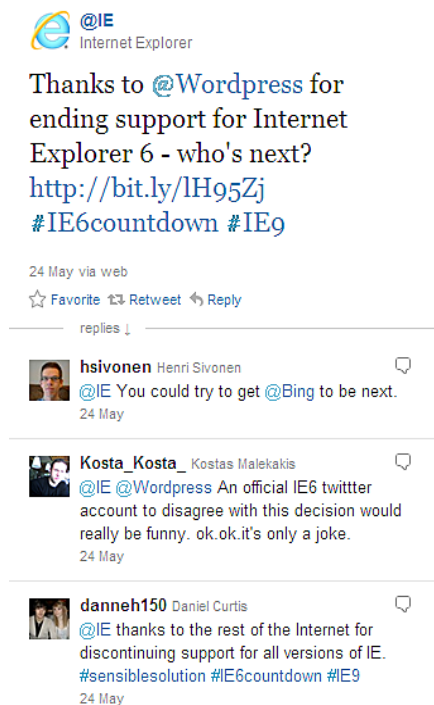 @IE
Internet Explorer
Thanks to @Wordpress for
ending support for Internet
Explorer 6 - who's next?
http://bit.ly/lH95Zj
#IE6countdown #IE9
24 May via web
Favorite Retweet Reply
replies ↓
hsivonen Henri Sivonen
@IE You could try to get @Bing to be next.
24 May
Kosta_Kosta_ Kostas Malekakis
@IE @Wordpress An official IE6 twittter
account to disagree with this decision would
really be funny. ok.ok.it's only a joke.
24 May
danneh150 Daniel Curtis
@IE thanks to the rest of the Internet for
discontinuing support for all versions of IE.
#sensiblesolution #IE6countdown #IE9
24 May